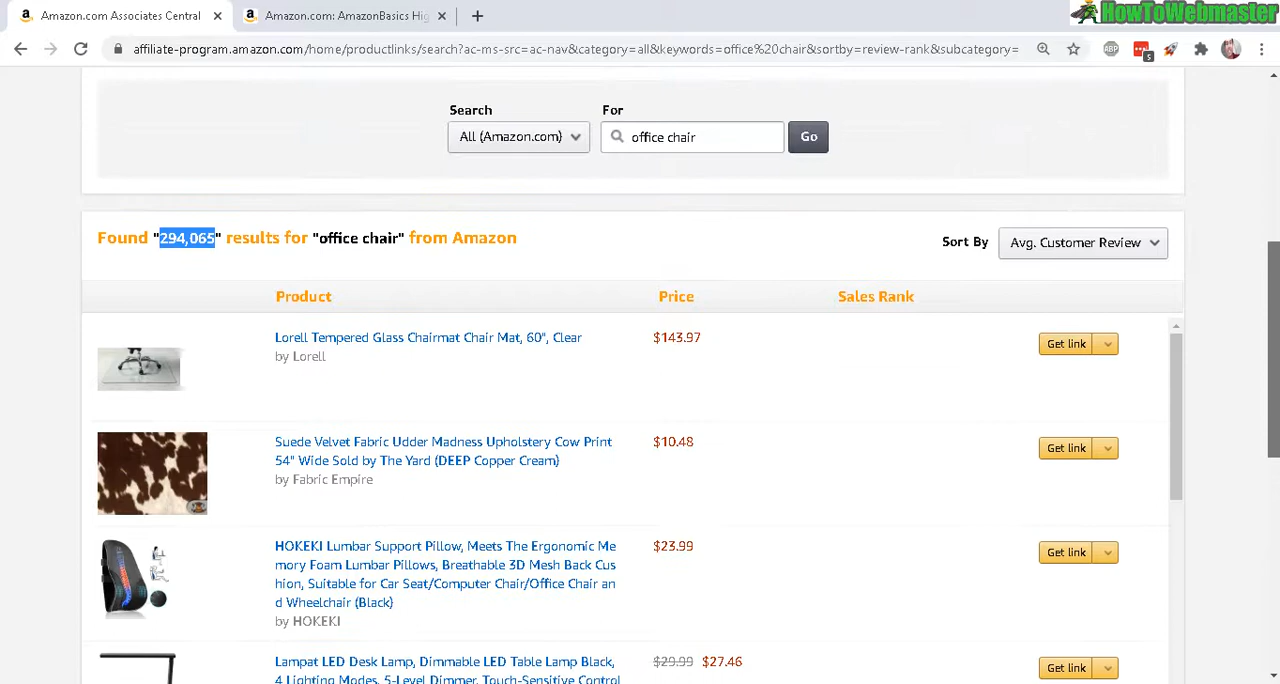 Amazon.com Associates Central
Amazon.com: AmazonBasics Hig
HowToWebmaster
affiliate-program.amazon.com/home/productlinks/search?ac-ms-src=ac-nav&category=all&keywords=office%20chair&sortby=review-rank&subcategory=
ABP
5
Search
For
All (Amazon.com)
office chair
Go
Found "294,065" results for "office chair" from Amazon
Sort By
Avg. Customer Review
Product
Price
Sales Rank
Lorell Tempered Glass Chairmat Chair Mat, 60", Clear
by Lorell
$143.97
Get link
Suede Velvet Fabric Udder Madness Upholstery Cow Print
54" Wide Sold by The Yard (DEEP Copper Cream)
by Fabric Empire
$10.48
Get link
HOKEKI Lumbar Support Pillow, Meets The Ergonomic Me
mory Foam Lumbar Pillows, Breathable 3D Mesh Back Cus
hion, Suitable for Car Seat/Computer Chair/Office Chair an
d Wheelchair (Black)
by HOKEKI
$23.99
Get link
Lampat LED Desk Lamp, Dimmable LED Table Lamp Black,
4 Lighting Modes, 5-Level Dimmer, Touch-Sensitive Control
$29.99 $27.46
Get link